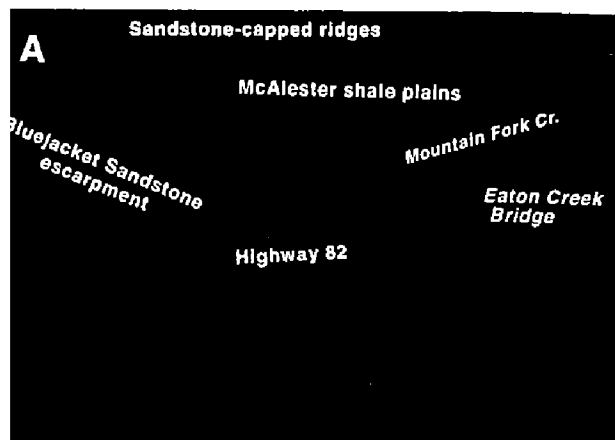 Sandstone-capped ridges
A
McAlester shale plains
Mountain Fork Cr.
Bluejacket Sandstone
escarpment
Eaton Creek
Bridge
Highway 82